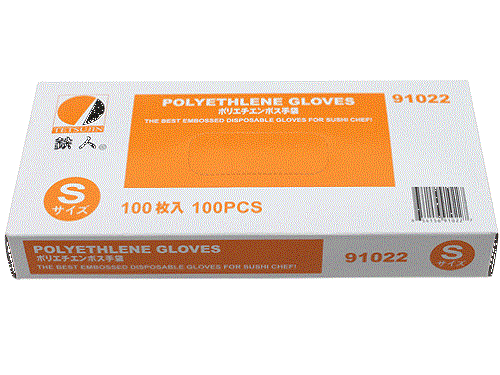 TETSUJIN
鉄人®
POLYETHLENE GLOVES
ポリエチエンボス手袋
THE BEST EMBOSSED DISPOSABLE GLOVES FOR SUSHI CHEF!
91022
S
サイズ
100枚入 100PCS
POLYETHLENE GLOVES
ポリエチエンボス手袋
THE BEST EMBOSSED DISPOSABLE GLOVES FOR SUSHI CHEF!
91022
S
サイズ